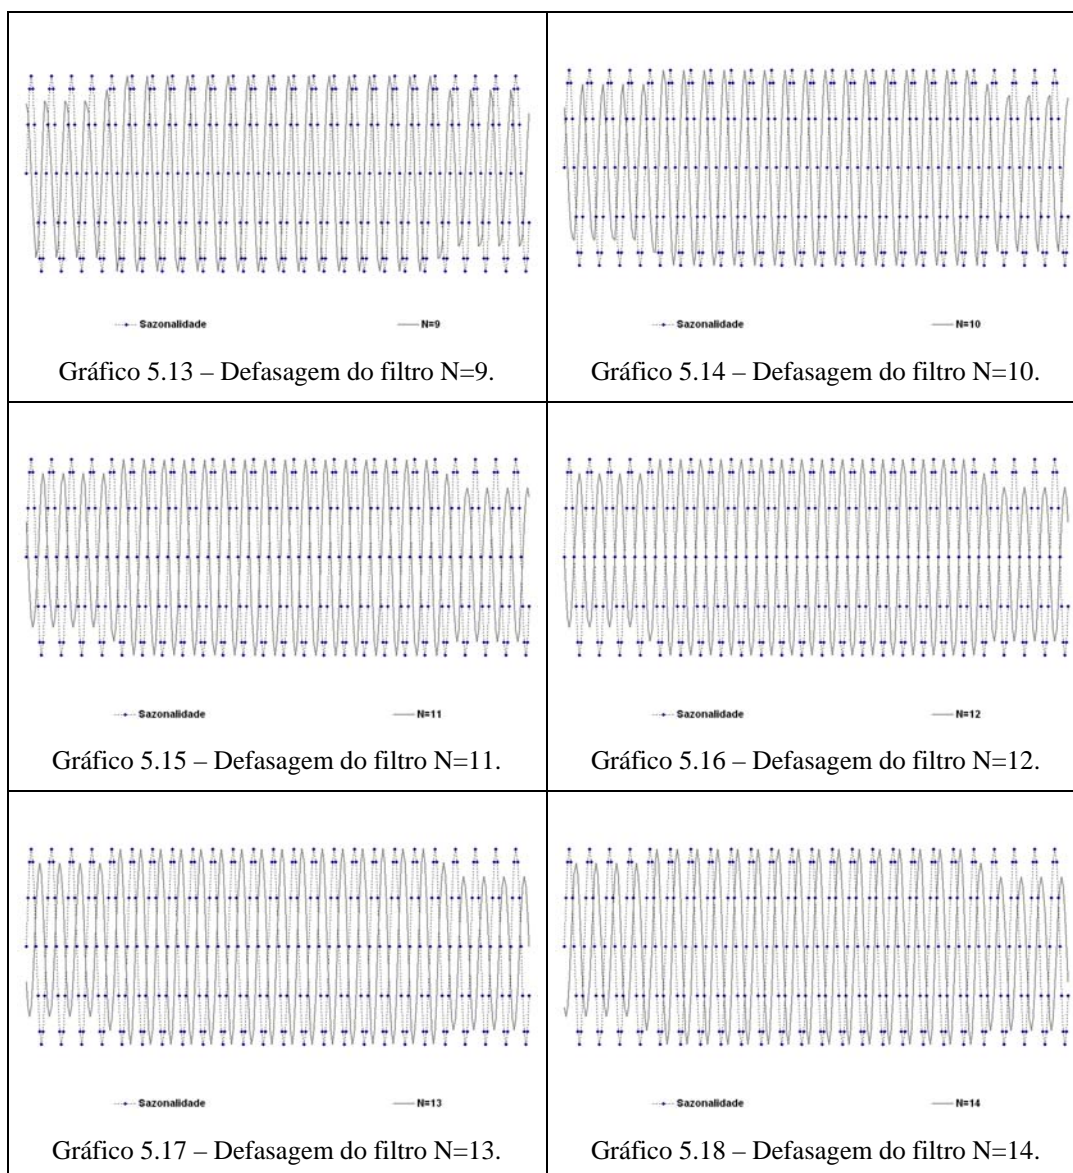 Sazonalidade N=9
Gráfico 5.13 – Defasagem do filtro N=9.
Sazonalidade N=10
Gráfico 5.14 – Defasagem do filtro N=10.
Sazonalidade N=11
Gráfico 5.15 – Defasagem do filtro N=11.
Sazonalidade N=12
Gráfico 5.16 – Defasagem do filtro N=12.
Sazonalidade N=13
Gráfico 5.17 – Defasagem do filtro N=13.
Sazonalidade N=14
Gráfico 5.18 – Defasagem do filtro N=14.